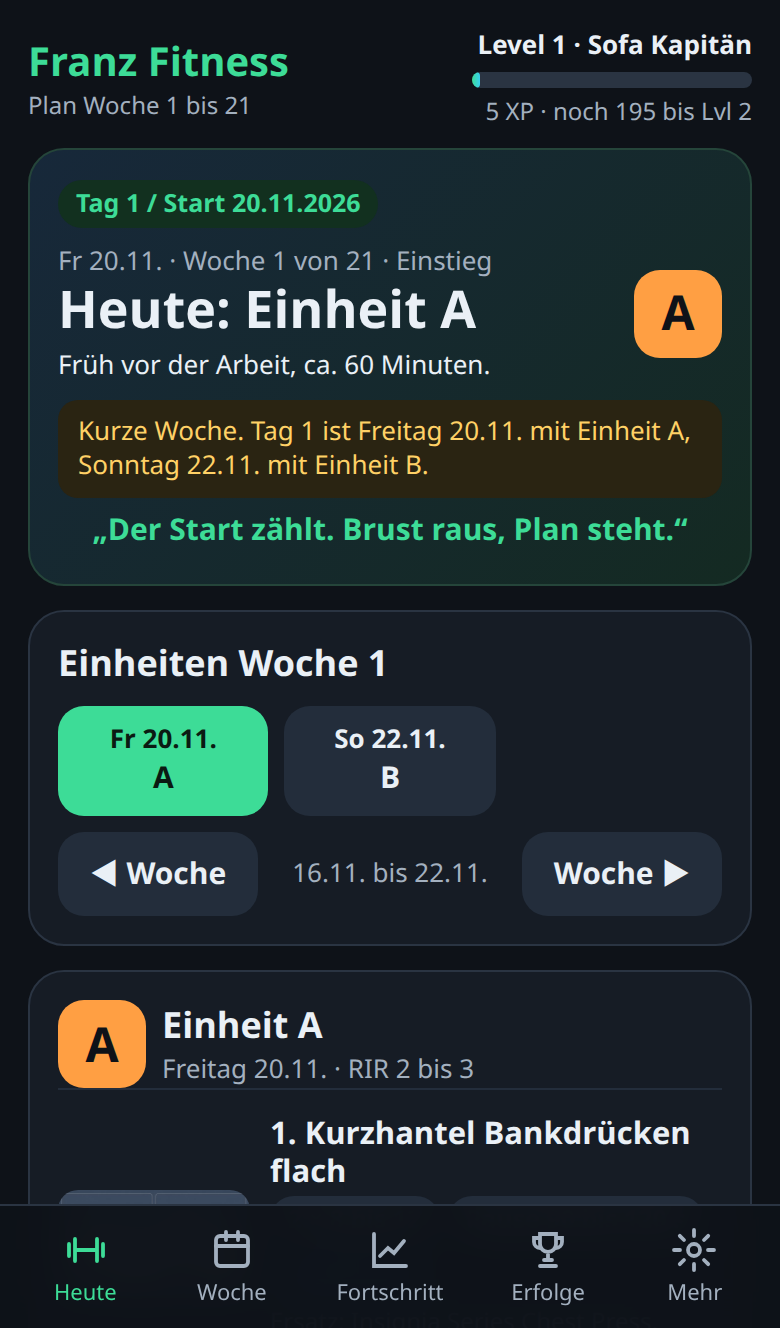 Franz Fitness
Plan Woche 1 bis 21
Level 1 · Sofa Kapitän
5 XP · noch 195 bis Lvl 2
Tag 1 / Start 20.11.2026
Fr 20.11. · Woche 1 von 21 · Einstieg
Heute: Einheit A
A
Früh vor der Arbeit, ca. 60 Minuten.
Kurze Woche. Tag 1 ist Freitag 20.11. mit Einheit A,
Sonntag 22.11. mit Einheit B.
„Der Start zählt. Brust raus, Plan steht.“
Einheiten Woche 1
Fr 20.11.
A
So 22.11.
B
◀ Woche
16.11. bis 22.11.
Woche ▶
A
Einheit A
Freitag 20.11. · RIR 2 bis 3
1. Kurzhantel Bankdrücken
flach
Heute
Woche
Fortschritt
Erfolge
Mehr